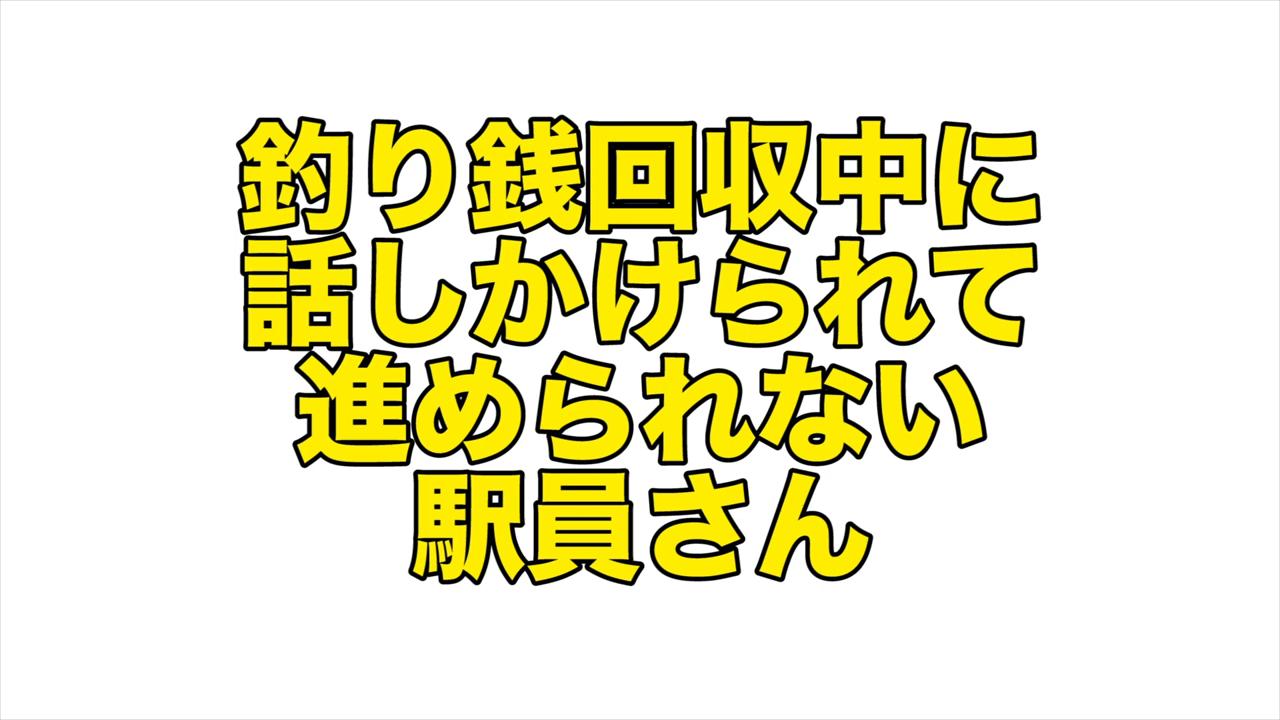 釣り銭回収中に
話しかけられて
進められない
駅員さん